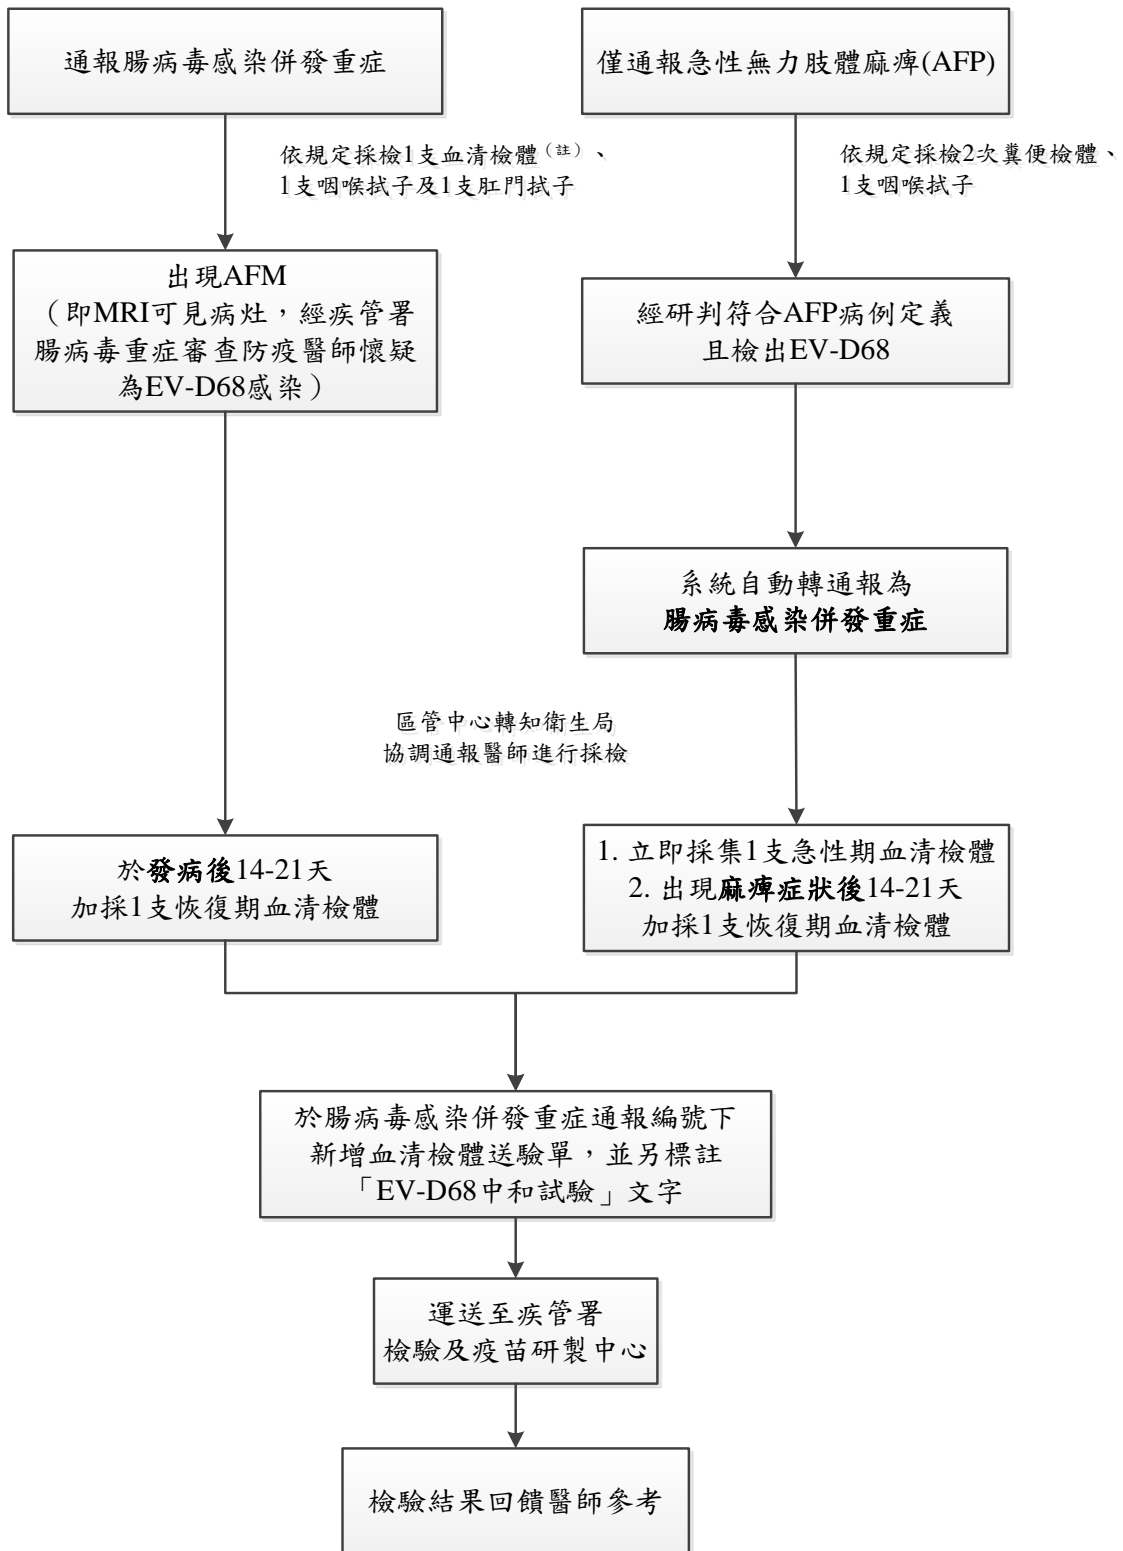 通報腸病毒感染併發重症
僅通報急性無力肢體麻痺(AFP)
依規定採檢1支血清檢體（註）、
1支咽喉拭子及1支肛門拭子
依規定採檢2次糞便檢體、
1支咽喉拭子
出現AFM
（即MRI可見病灶，經疾管署
腸病毒重症審查防疫醫師懷疑
為EV-D68感染）
經研判符合AFP病例定義
且檢出EV-D68
系統自動轉通報為
腸病毒感染併發重症
區管中心轉知衛生局
協調通報醫師進行採檢
於發病後14-21天
加採1支恢復期血清檢體
1. 立即採集1支急性期血清檢體
2. 出現麻痺症狀後14-21天
加採1支恢復期血清檢體
於腸病毒感染併發重症通報編號下
新增血清檢體送驗單，並另標註
「EV-D68中和試驗」文字
運送至疾管署
檢驗及疫苗研製中心
檢驗結果回饋醫師參考